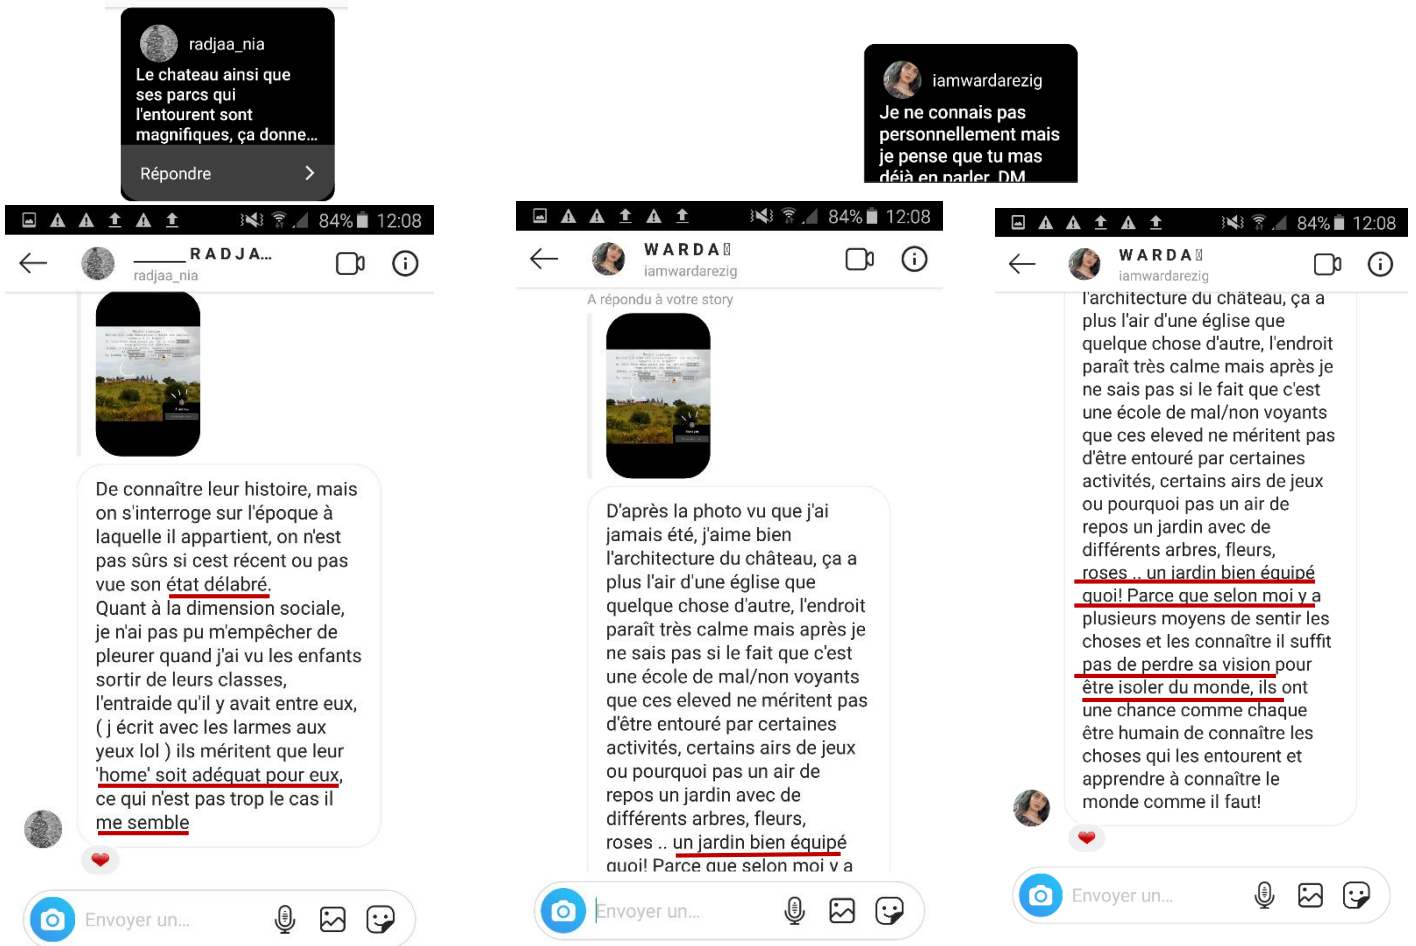 radjaa_nia
Le chateau ainsi que
ses parcs qui
l'entourent sont
magnifiques, ça donne...
Répondre
iamwardarezig
Je ne connais pas
personnellement mais
je pense que tu mas
déjà en parler, DM
84% 12:08
_____ R A D J A...
radjaa_nia
De connaître leur histoire, mais
on s'interroge sur l'époque à
laquelle il appartient, on n'est
pas sûrs si cest récent ou pas
vue son état délabré.
Quant à la dimension sociale,
je n'ai pas pu m'empêcher de
pleurer quand j'ai vu les enfants
sortir de leurs classes,
l'entraide qu'il y avait entre eux,
( j écrit avec les larmes aux
yeux lol ) ils méritent que leur
'home' soit adéquat pour eux,
ce qui n'est pas trop le cas il
me semble
Envoyer un...
84% 12:08
W A R D A
iamwardarezig
A répondu à votre story
D'après la photo vu que j'ai
jamais été, j'aime bien
l'architecture du château, ça a
plus l'air d'une église que
quelque chose d'autre, l'endroit
paraît très calme mais après je
ne sais pas si le fait que c'est
une école de mal/non voyants
que ces eleved ne méritent pas
d'être entouré par certaines
activités, certains airs de jeux
ou pourquoi pas un air de
repos un jardin avec de
différents arbres, fleurs,
roses .. un jardin bien équipé
quoi! Parce que selon moi y a
Envoyer un...
84% 12:08
W A R D A
iamwardarezig
l'architecture du château, ça a
plus l'air d'une église que
quelque chose d'autre, l'endroit
paraît très calme mais après je
ne sais pas si le fait que c'est
une école de mal/non voyants
que ces eleved ne méritent pas
d'être entouré par certaines
activités, certains airs de jeux
ou pourquoi pas un air de
repos un jardin avec de
différents arbres, fleurs,
roses .. un jardin bien équipé
quoi! Parce que selon moi y a
plusieurs moyens de sentir les
choses et les connaître il suffit
pas de perdre sa vision pour
être isoler du monde, ils ont
une chance comme chaque
être humain de connaître les
choses qui les entourent et
apprendre à connaître le
monde comme il faut!
Envoyer un...